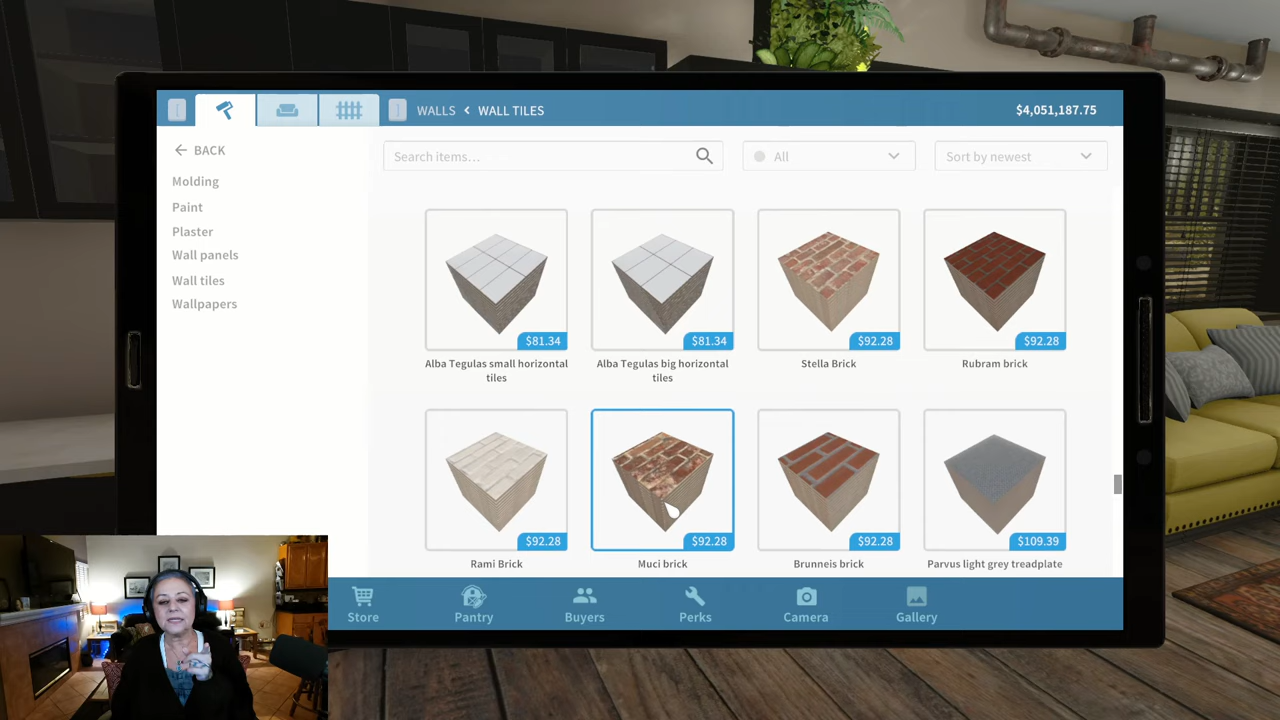 WALLS < WALL TILES
$4,051,187.75
BACK
Molding
Paint
Plaster
Wall panels
Wall tiles
Wallpapers
Search items...
All
Sort by newest
$81.34
$81.34
$92.28
$92.28
Alba Tegulas small horizontal
tiles
Alba Tegulas big horizontal
tiles
Stella Brick
Rubram brick
$92.28
$92.28
$92.28
$109.39
Rami Brick
Muci brick
Brunneis brick
Parvus light grey treadplate
Store
Pantry
Buyers
Perks
Camera
Gallery